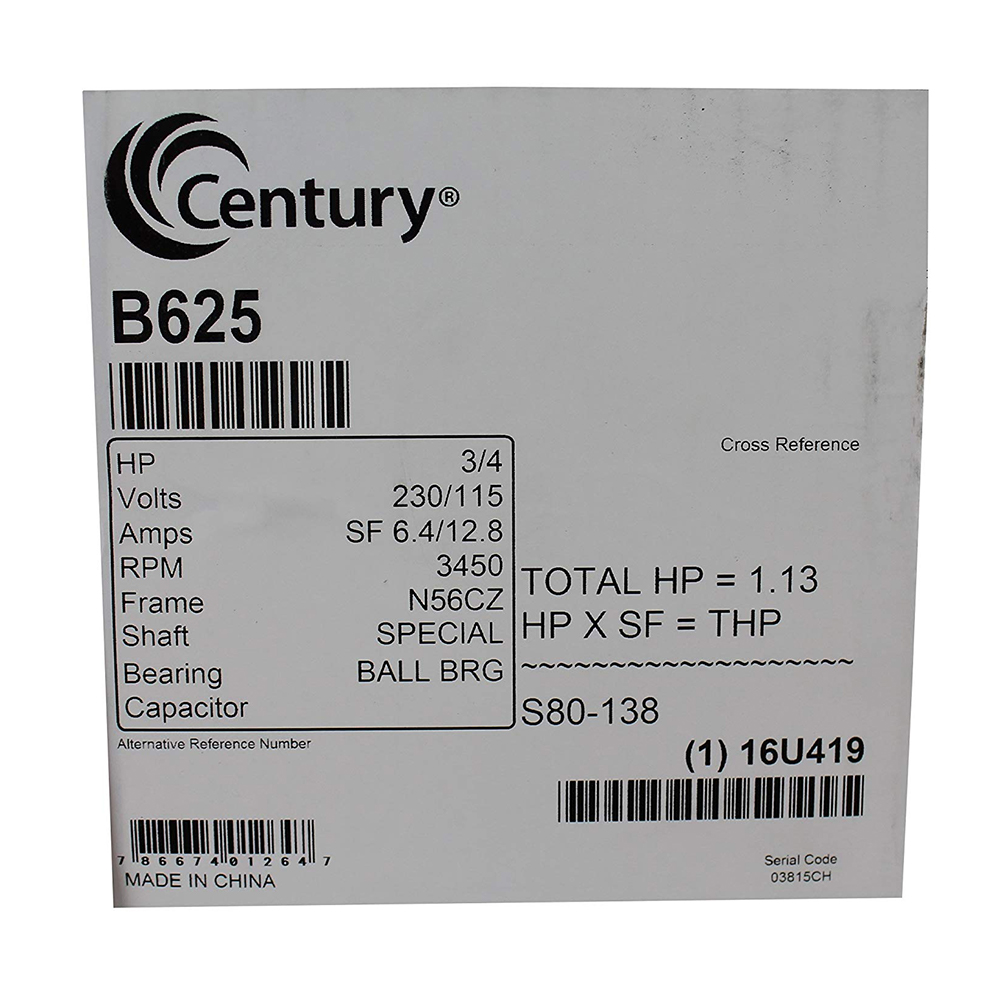 Century®
B625
HP 3/4
Volts 230/115
Amps SF 6.4/12.8
RPM 3450
Frame N56CZ
Shaft SPECIAL
Bearing BALL BRG
Capacitor
Alternative Reference Number
Cross Reference
TOTAL HP = 1.13
HP X SF = THP
~~~~~~~~~~~~~~~~~~~
S80-138
(1) 16U419
7 86674 01264 7
MADE IN CHINA
Serial Code
03815CH